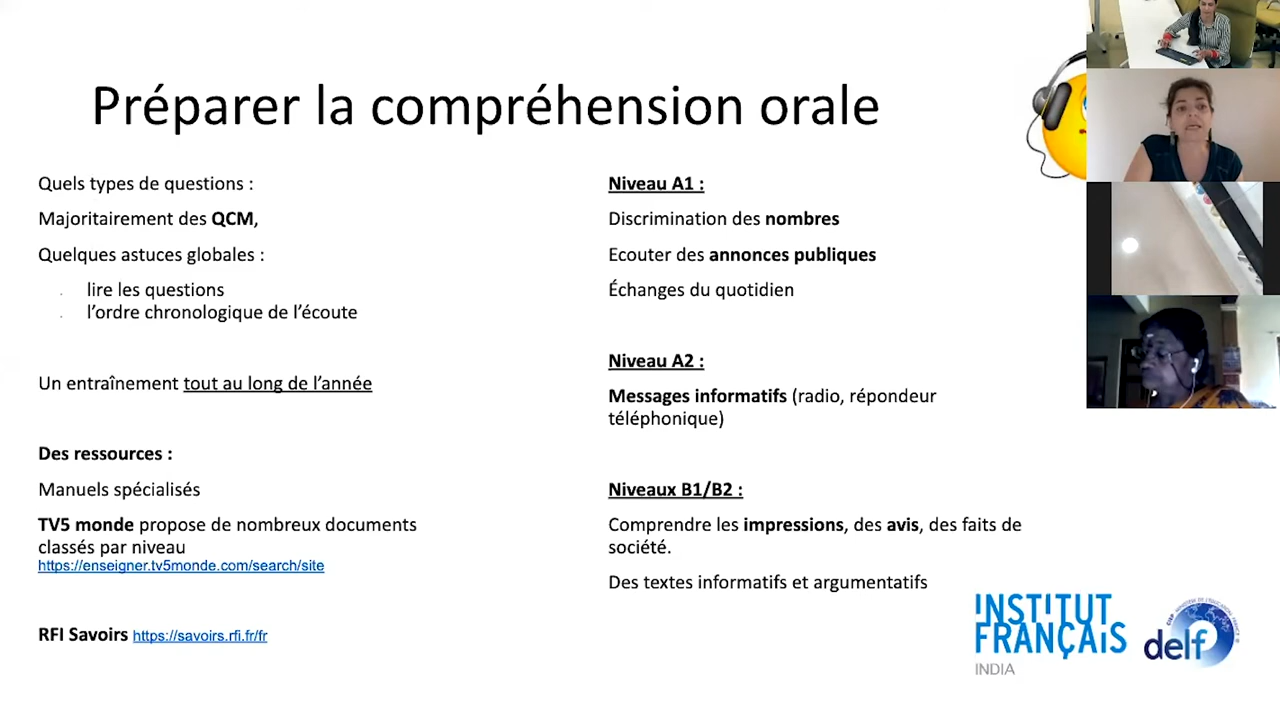 Préparer la compréhension orale
Quels types de questions :
Majoritairement des QCM,
Quelques astuces globales :
lire les questions
l’ordre chronologique de l’écoute
Un entraînement tout au long de l’année
Des ressources :
Manuels spécialisés
TV5 monde propose de nombreux documents
classés par niveau
https://enseigner.tv5monde.com/search/site
RFI Savoirs https://savoirs.rfi.fr/fr
Niveau A1 :
Discrimination des nombres
Ecouter des annonces publiques
Échanges du quotidien
Niveau A2 :
Messages informatifs (radio, répondeur
téléphonique)
Niveaux B1/B2 :
Comprendre les impressions, des avis, des faits de
société.
Des textes informatifs et argumentatifs
INSTITUT
FRANÇAIS
INDIA
delf